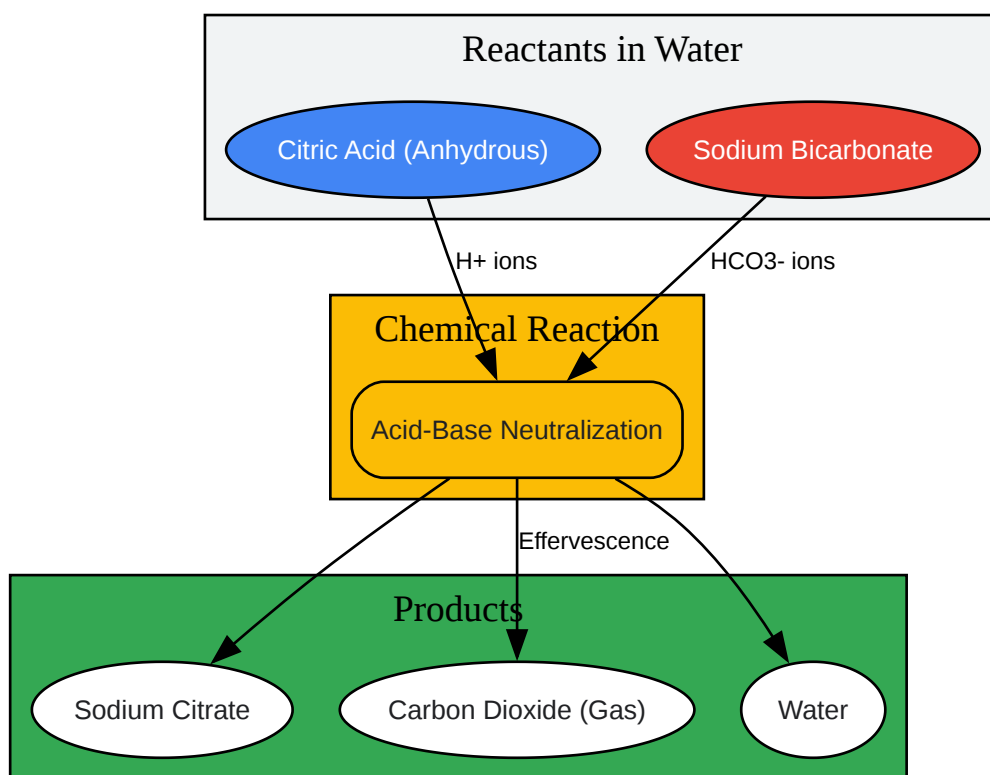 Reactants in Water
Citric Acid (Anhydrous)
Sodium Bicarbonate
H+ ions
HCO3- ions
Chemical Reaction
Acid-Base Neutralization
Effervescence
Products
Sodium Citrate
Carbon Dioxide (Gas)
Water